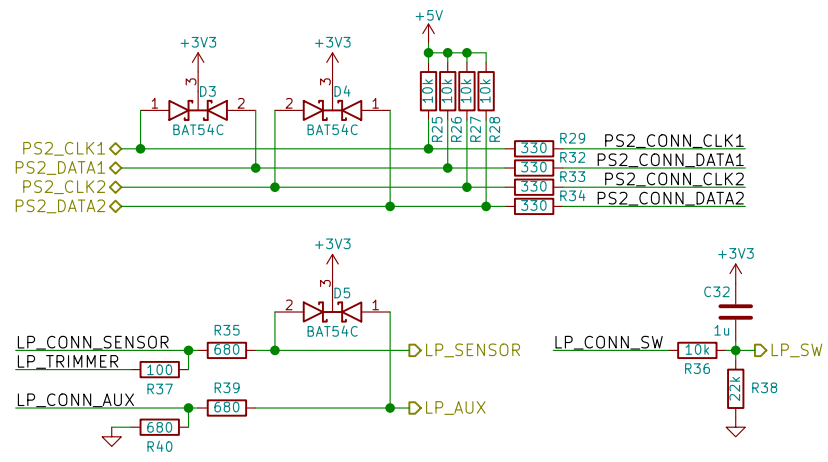 +5V
+3V3
+3V3
3
D3
3
D4
1
2
2
1
BAT54C
BAT54C
10k
10k
10k
10k
R25
R26
R27
R28
PS2_CLK1
330
R29
PS2_CONN_CLK1
PS2_DATA1
330
R32
PS2_CONN_DATA1
PS2_CLK2
330
R33
PS2_CONN_CLK2
PS2_DATA2
330
R34
PS2_CONN_DATA2
+3V3
3
D5
2
1
BAT54C
LP_CONN_SENSOR
R35
680
LP_SENSOR
LP_TRIMMER
100
R37
LP_CONN_AUX
R39
680
LP_AUX
680
R40
+3V3
C32
1u
LP_CONN_SW
10k
R36
LP_SW
22k
R38